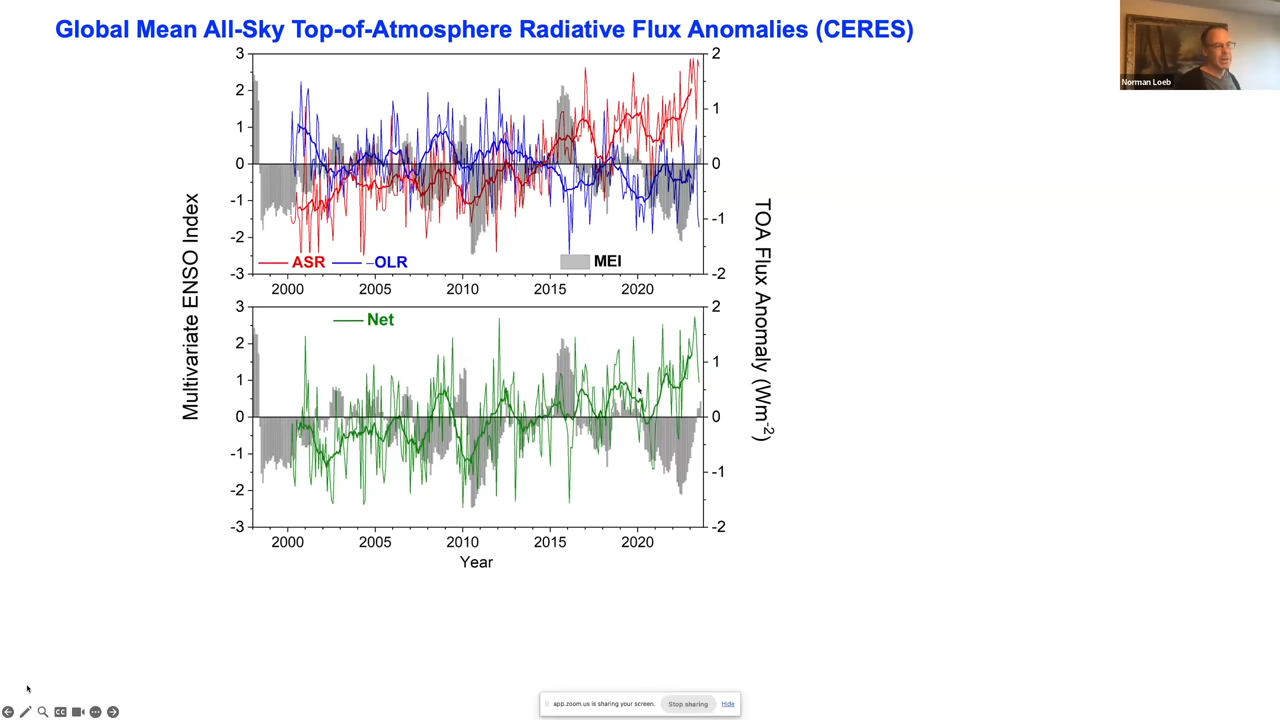 Global Mean All-Sky Top-of-Atmosphere Radiative Flux Anomalies (CERES)
Norman Loeb
3
2
1
0
-1
-2
-3
2
1
0
-1
-2
ASR
–OLR
MEI
2000
2005
2010
2015
2020
Multivariate ENSO Index
TOA Flux Anomaly (Wm-2)
3
2
1
0
-1
-2
-3
2
1
0
-1
-2
Net
2000
2005
2010
2015
2020
Year
app.zoom.us is sharing your screen.
Stop sharing
Hide
CC